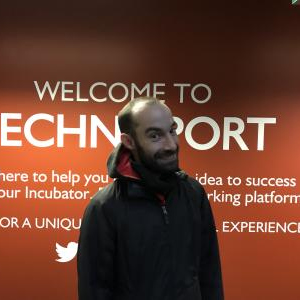 WELCOME TO
ECHN PORT
here to help you idea to success
our Incubator rking platform
OR A UNIQU L EXPERIENCE